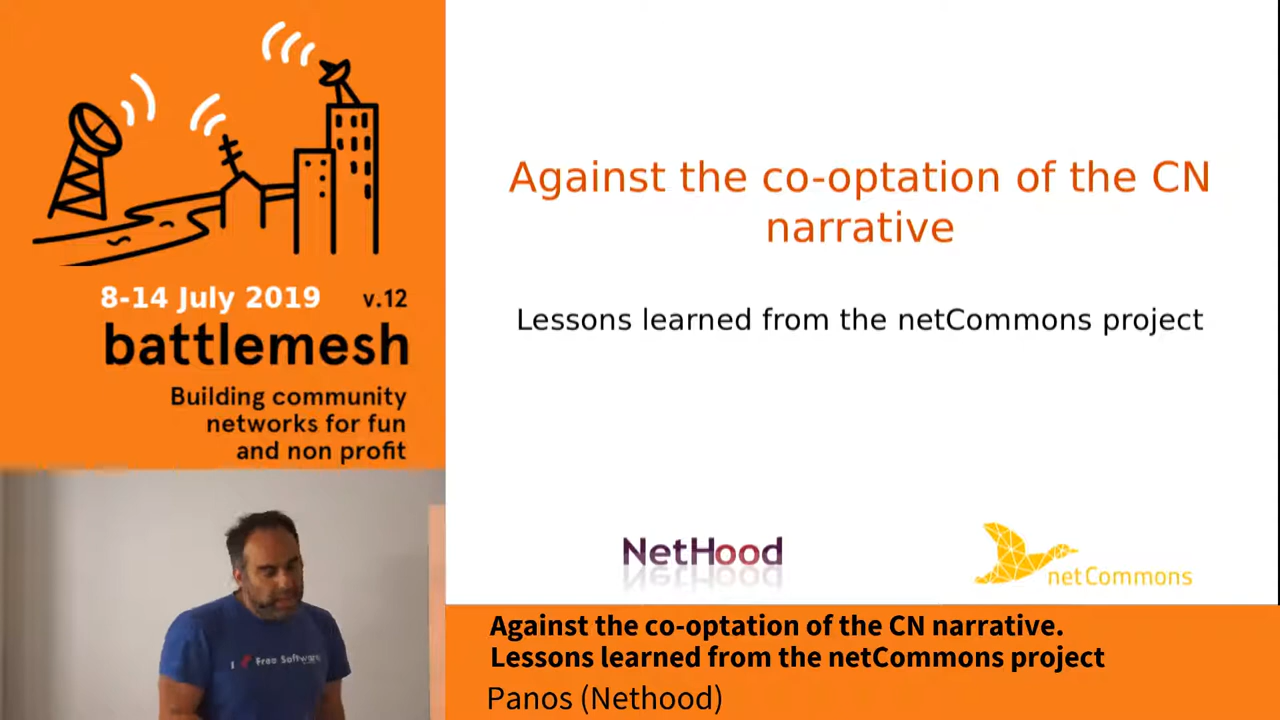 8-14 July 2019 v.12
battlemesh
Building community
networks for fun
and non profit
I Free Software
Against the co-optation of the CN
narrative
Lessons learned from the netCommons project
NetHood
netCommons
Against the co-optation of the CN narrative.
Lessons learned from the netCommons project
Panos (Nethood)